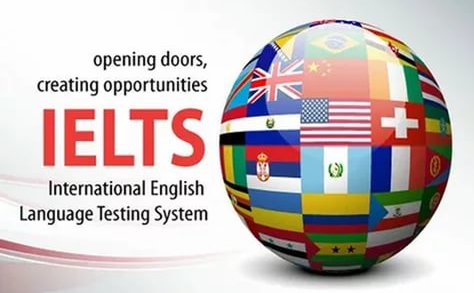 opening doors,
creating opportunities
IELTS
International English
Language Testing System